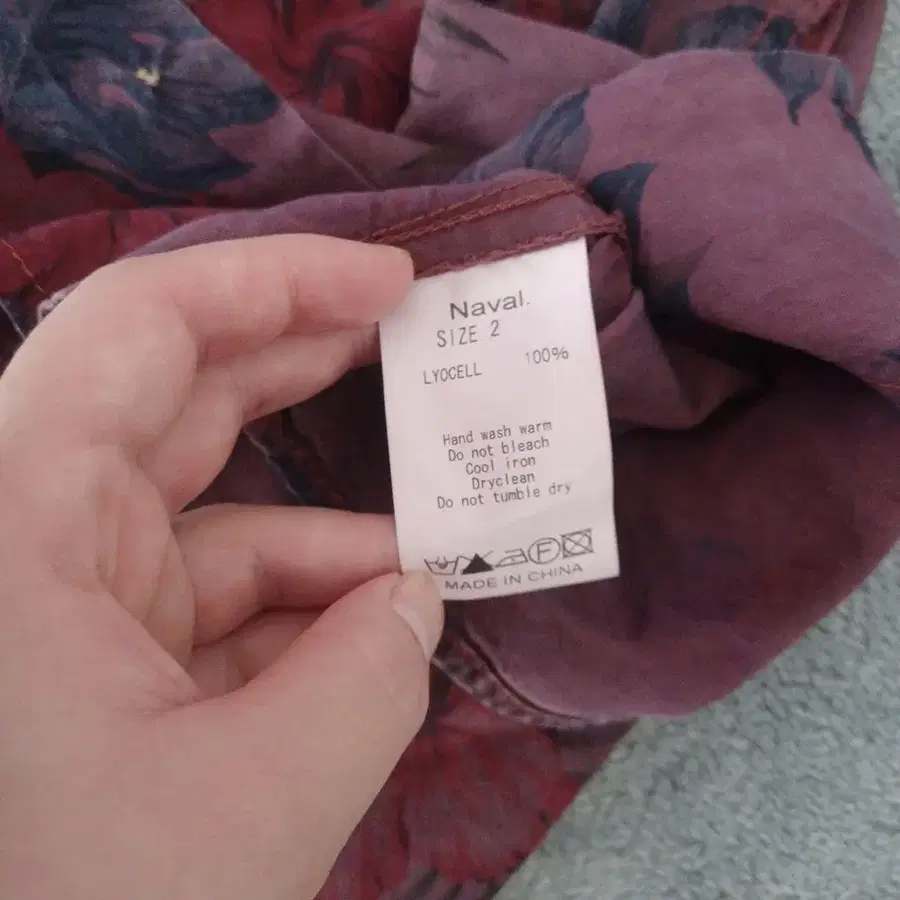 Naval.
SIZE 2
LYOCELL 100%
Hand wash warm
Do not bleach
Cool iron
Dryclean
Do not tumble dry
F
MADE IN CHINA